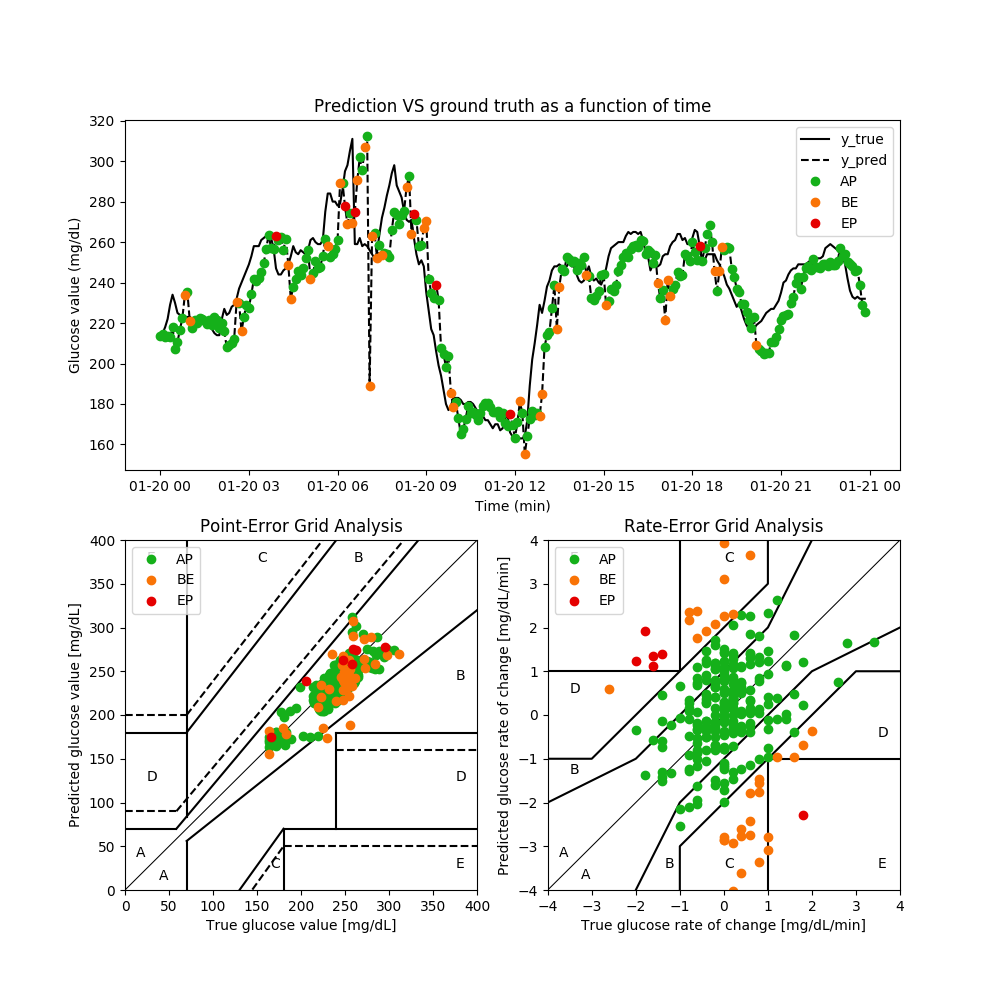 Prediction VS ground truth as a function of time
Glucose value (mg/dL)
320
300
280
260
240
220
200
180
160
y_true
y_pred
AP
BE
EP
01-20 00 01-20 03 01-20 06 01-20 09 01-20 12 01-20 15 01-20 18 01-20 21 01-21 00
Time (min)
Point-Error Grid Analysis
Predicted glucose value [mg/dL]
400
350
300
250
200
150
100
50
0
AP
BE
EP
C
B
B
D
D
A
A
C
E
0 50 100 150 200 250 300 350 400
True glucose value [mg/dL]
Rate-Error Grid Analysis
Predicted glucose rate of change [mg/dL/min]
4
3
2
1
0
−1
−2
−3
−4
AP
BE
EP
C
D
D
B
A
A
B
C
E
−4 −3 −2 −1 0 1 2 3 4
True glucose rate of change [mg/dL/min]